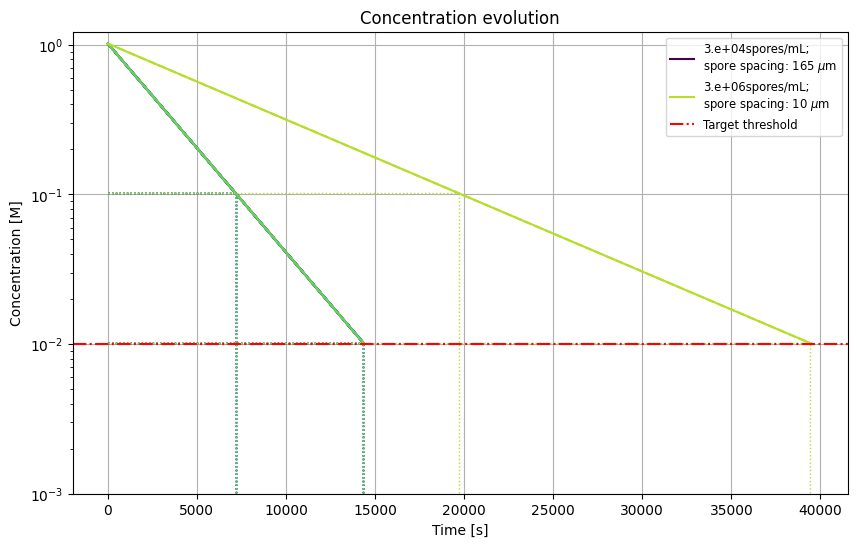 Concentration evolution
3.e+04spores/mL;
spore spacing: 165 μm
3.e+06spores/mL;
spore spacing: 10 μm
Target threshold
Concentration [M]
10⁰
10⁻¹
10⁻²
10⁻³
0 5000 10000 15000 20000 25000 30000 35000 40000
Time [s]